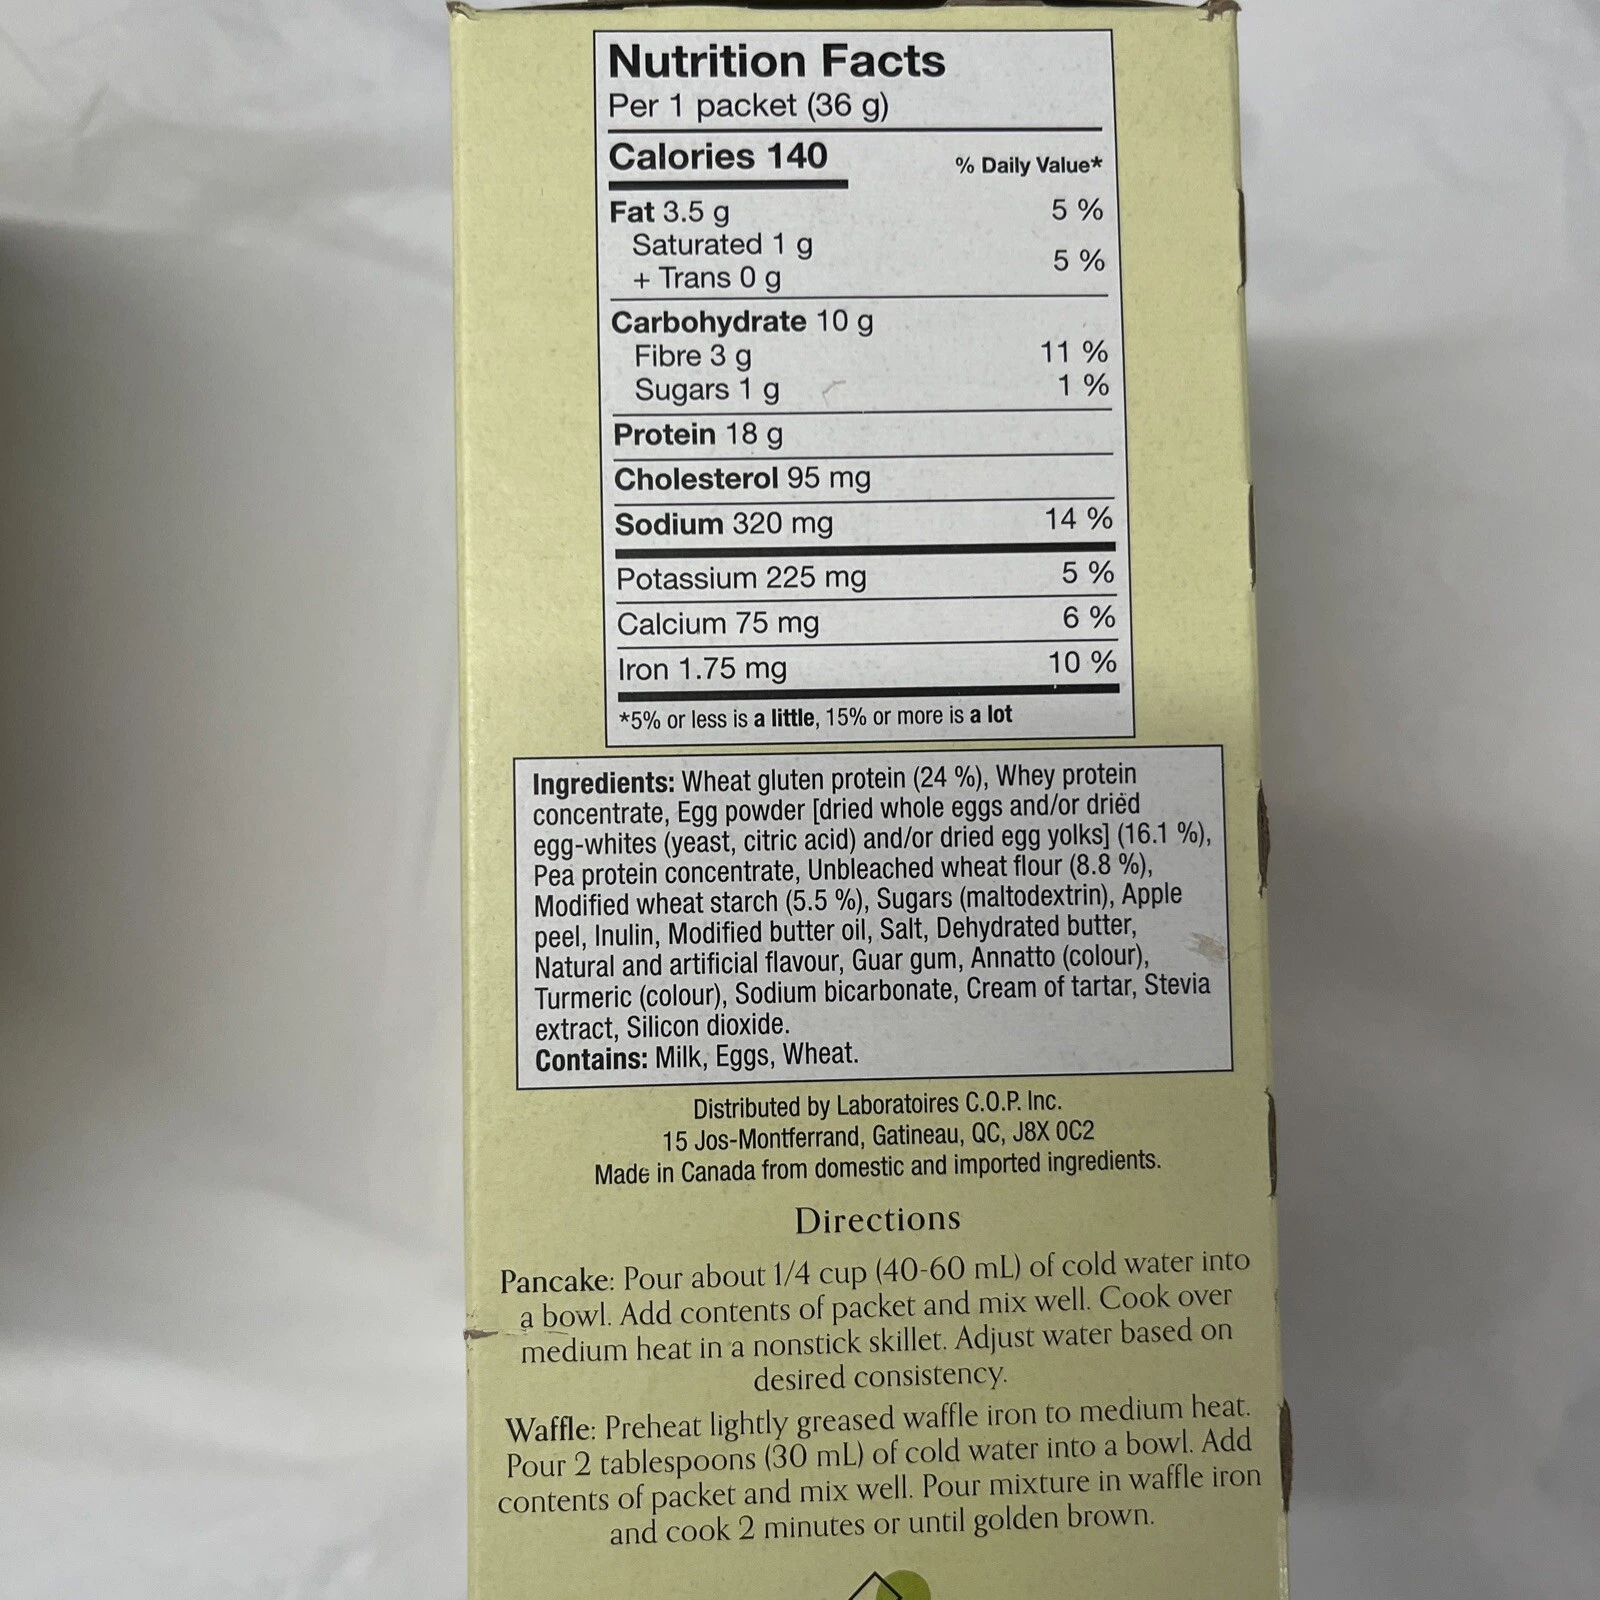 Nutrition Facts
Per 1 packet (36 g)
Calories 140
% Daily Value*
Fat 3.5 g 5 %
Saturated 1 g
+ Trans 0 g 5 %
Carbohydrate 10 g
Fibre 3 g 11 %
Sugars 1 g 1 %
Protein 18 g
Cholesterol 95 mg
Sodium 320 mg 14 %
Potassium 225 mg 5 %
Calcium 75 mg 6 %
Iron 1.75 mg 10 %
*5% or less is a little, 15% or more is a lot
Ingredients: Wheat gluten protein (24 %), Whey protein
concentrate, Egg powder [dried whole eggs and/or dried
egg-whites (yeast, citric acid) and/or dried egg yolks] (16.1 %),
Pea protein concentrate, Unbleached wheat flour (8.8 %),
Modified wheat starch (5.5 %), Sugars (maltodextrin), Apple
peel, Inulin, Modified butter oil, Salt, Dehydrated butter,
Natural and artificial flavour, Guar gum, Annatto (colour),
Turmeric (colour), Sodium bicarbonate, Cream of tartar, Stevia
extract, Silicon dioxide.
Contains: Milk, Eggs, Wheat.
Distributed by Laboratoires C.O.P. Inc.
15 Jos-Montferrand, Gatineau, QC, J8X 0C2
Made in Canada from domestic and imported ingredients.
Directions
Pancake: Pour about 1/4 cup (40-60 mL) of cold water into
a bowl. Add contents of packet and mix well. Cook over
medium heat in a nonstick skillet. Adjust water based on
desired consistency.
Waffle: Preheat lightly greased waffle iron to medium heat.
Pour 2 tablespoons (30 mL) of cold water into a bowl. Add
contents of packet and mix well. Pour mixture in waffle iron
and cook 2 minutes or until golden brown.